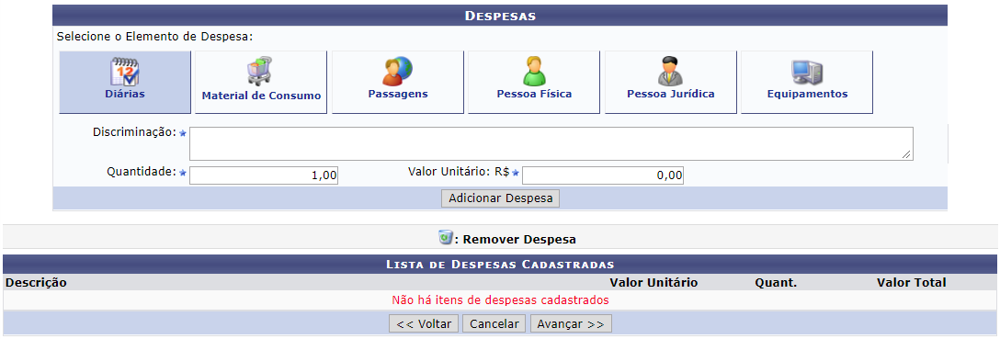 DESPESAS
Selecione o Elemento de Despesa:
12
Diárias Material de Consumo Passagens Pessoa Física Pessoa Jurídica Equipamentos
Discriminação:
Quantidade: 1,00 Valor Unitário: R$ 0,00
Adicionar Despesa
: Remover Despesa
LISTA DE DESPESAS CADASTRADAS
Descrição Valor Unitário Quant. Valor Total
Não há itens de despesas cadastrados
<< Voltar Cancelar Avançar >>